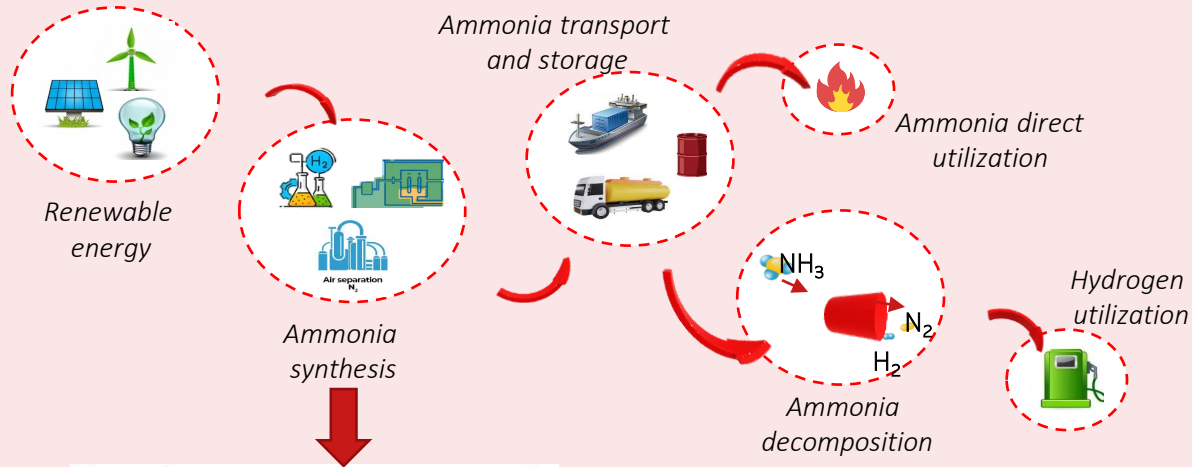 Renewable
energy
H₂
Air separation
N₂
Ammonia
synthesis
Ammonia transport
and storage
Ammonia direct
utilization
NH₃
N₂
H₂
Ammonia
decomposition
Hydrogen
utilization